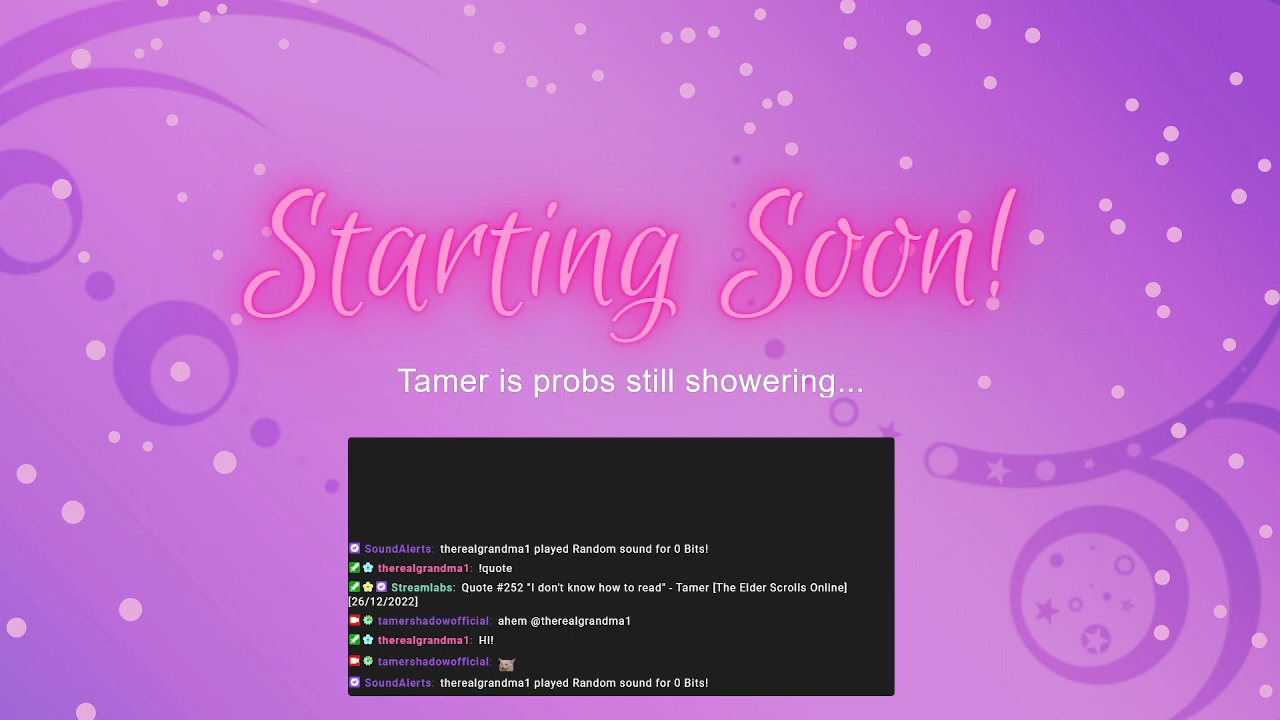 Starting Soon!
Tamer is probs still showering...
SoundAlerts: therealgrandma1 played Random sound for 0 Bits!
therealgrandma1: !quote
Streamlabs: Quote #252 "I don't know how to read" - Tamer [The Elder Scrolls Online]
[26/12/2022]
tamershadowofficial: ahem @therealgrandma1
therealgrandma1: HI!
tamershadowofficial:
SoundAlerts: therealgrandma1 played Random sound for 0 Bits!